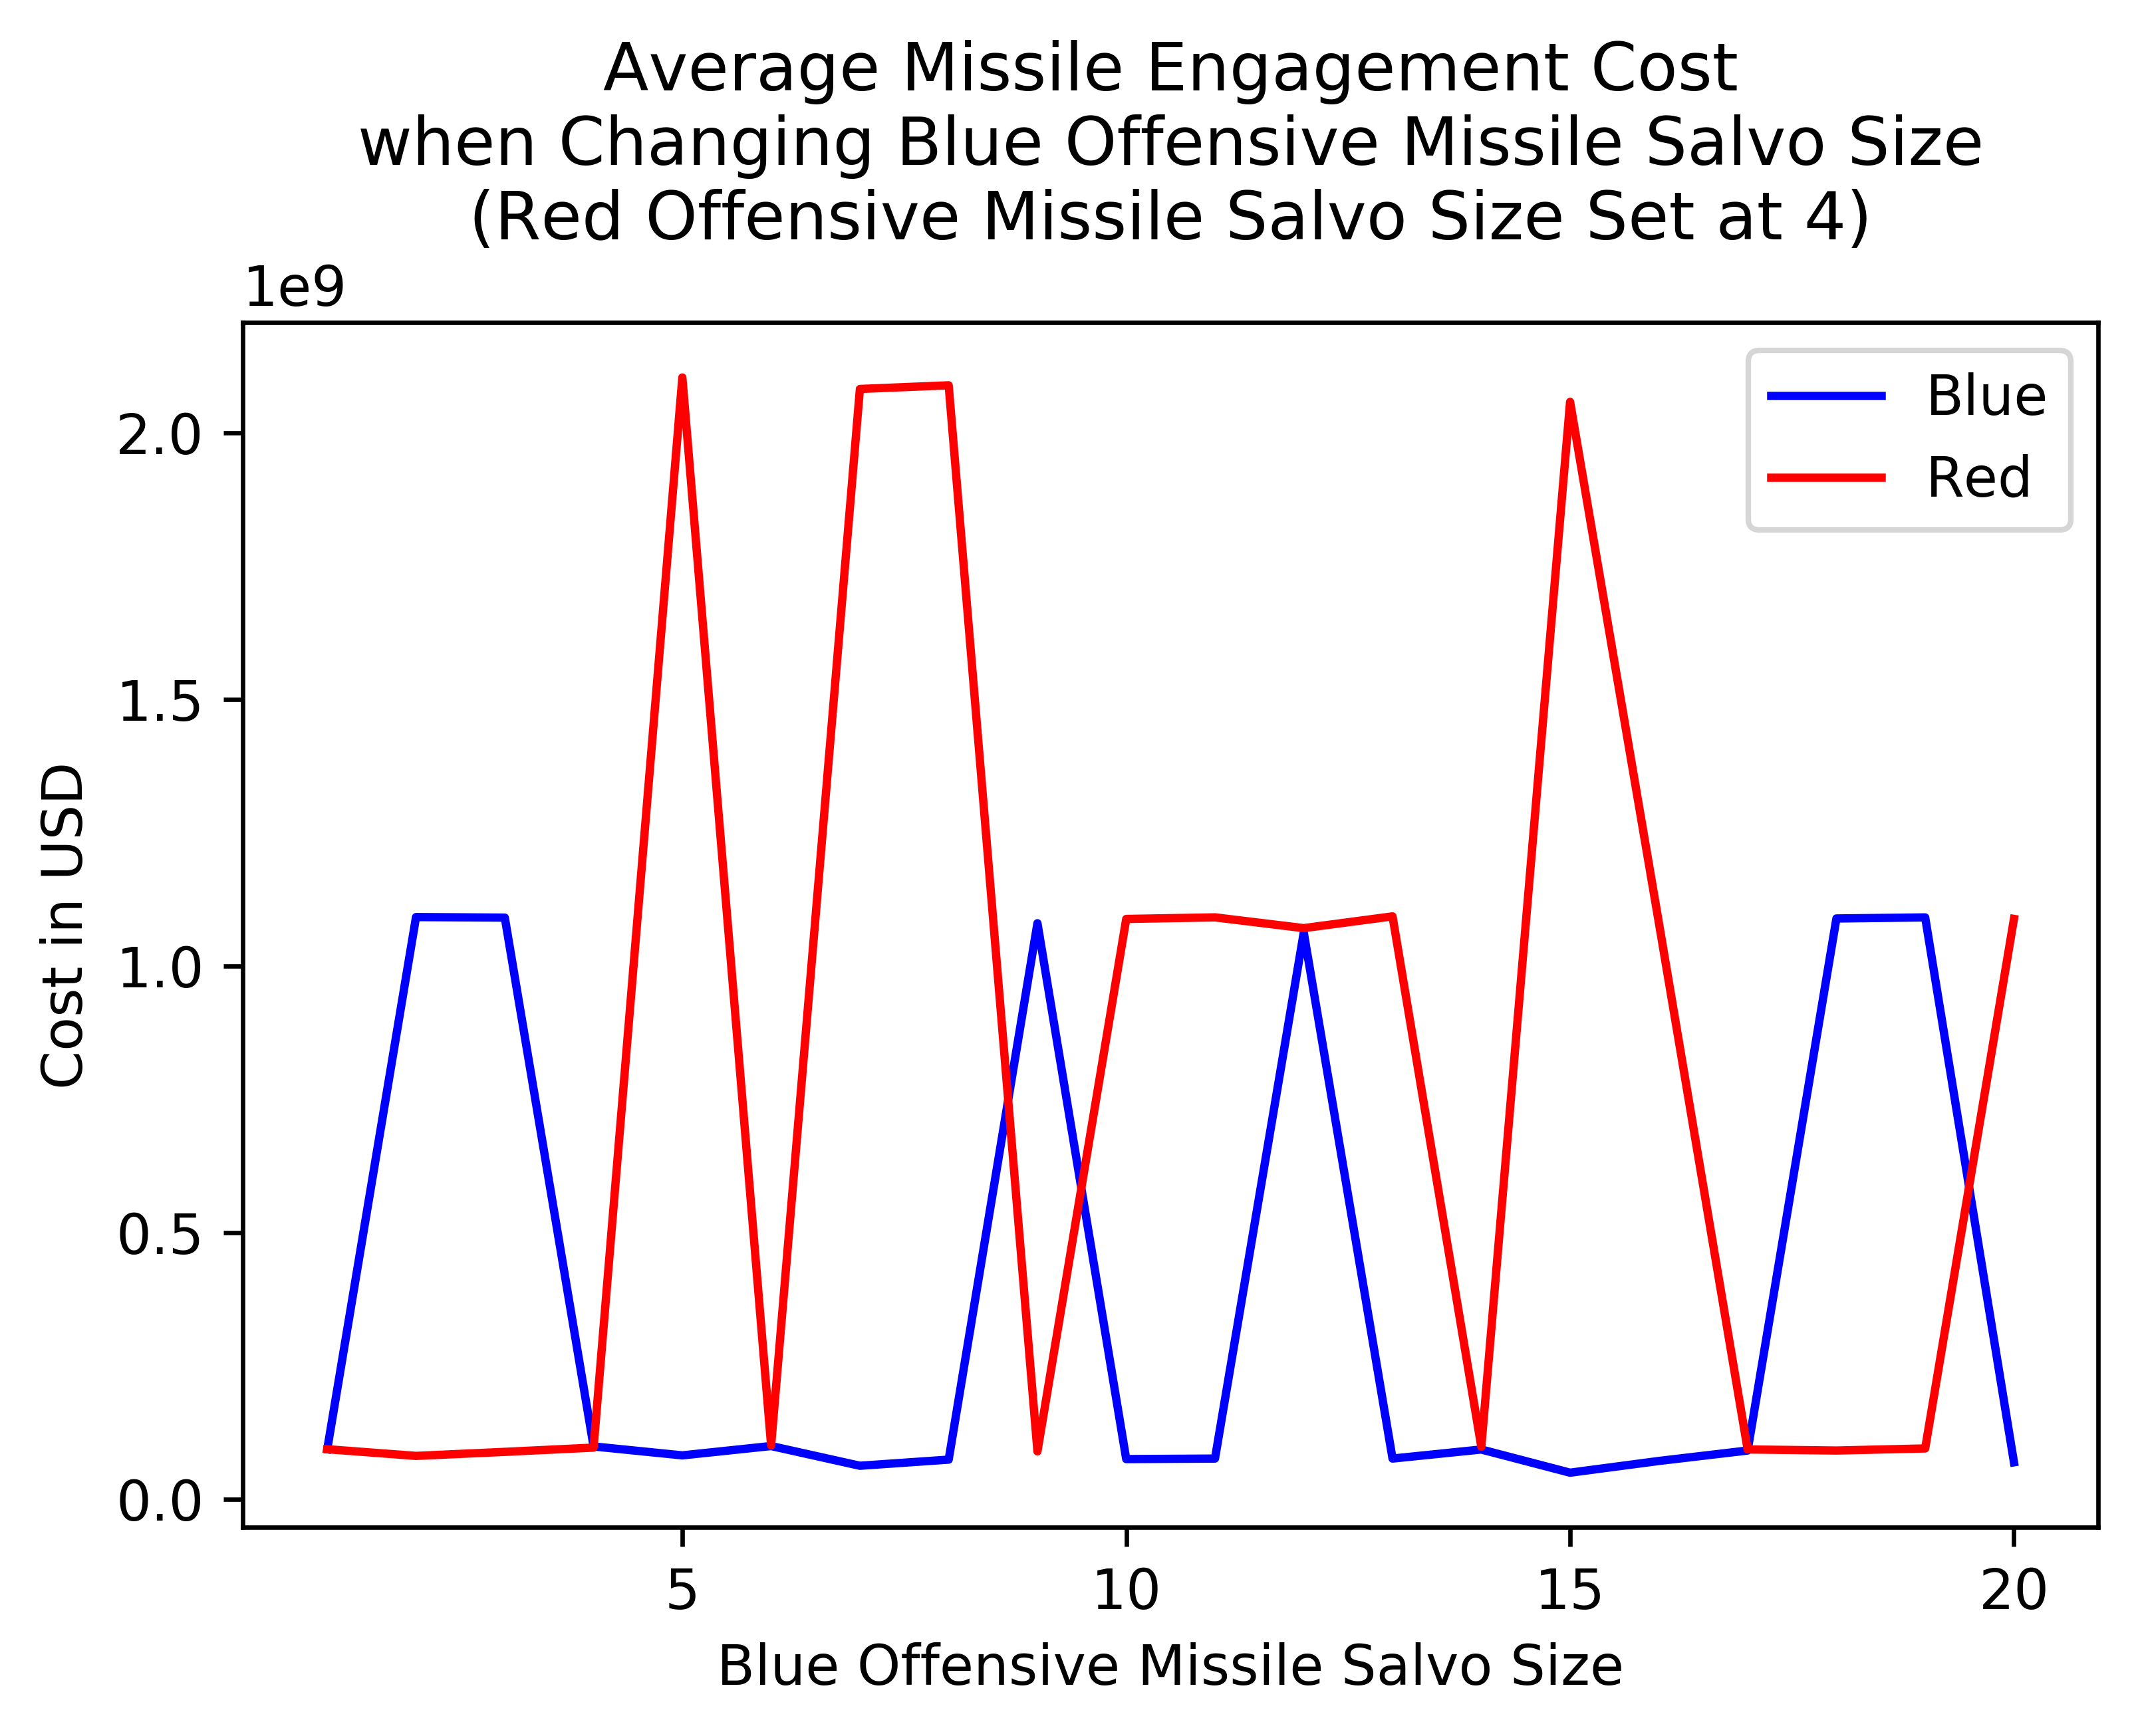 Average Missile Engagement Cost
when Changing Blue Offensive Missile Salvo Size
(Red Offensive Missile Salvo Size Set at 4)
1e9
Blue
Red
2.0
1.5
1.0
0.5
0.0
Cost in USD
5 10 15 20
Blue Offensive Missile Salvo Size